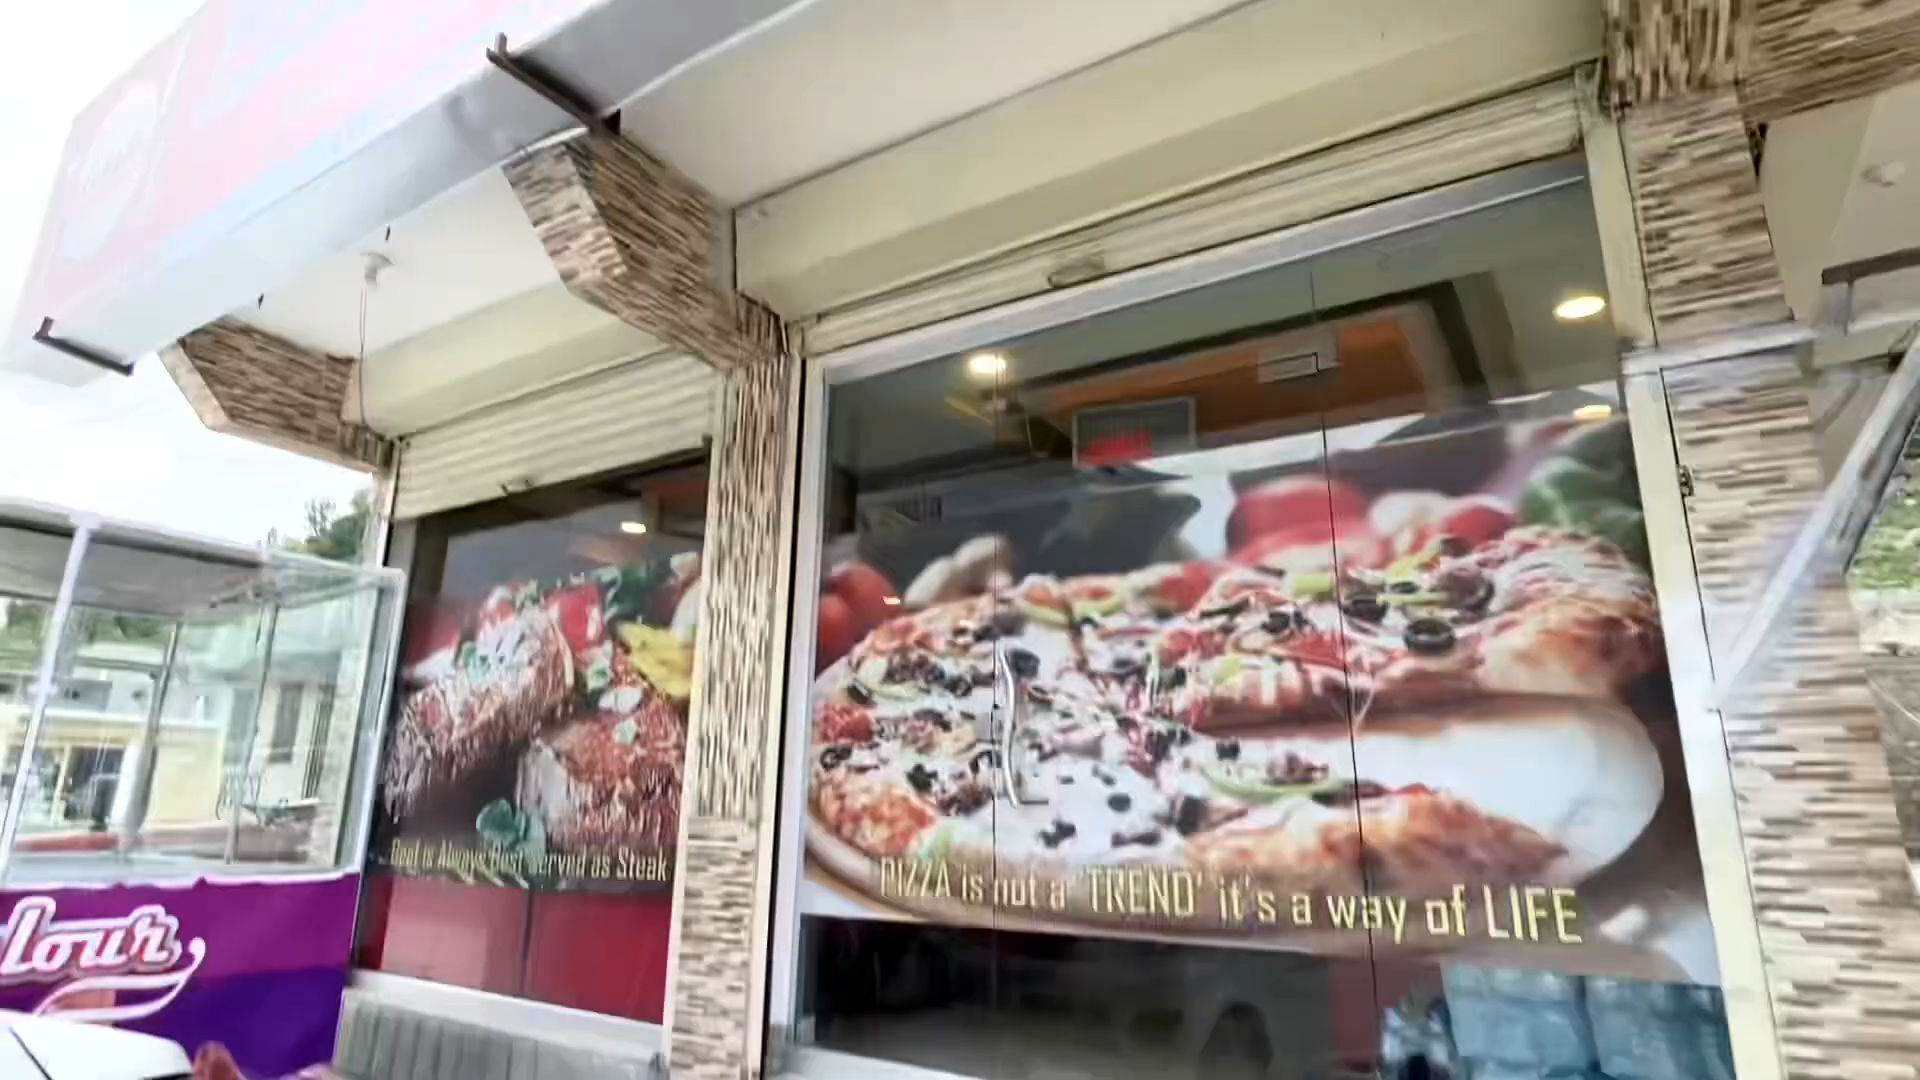 Beef is Always Best Served as Steak
PIZZA is not a 'TREND' it's a way of LIFE
lour